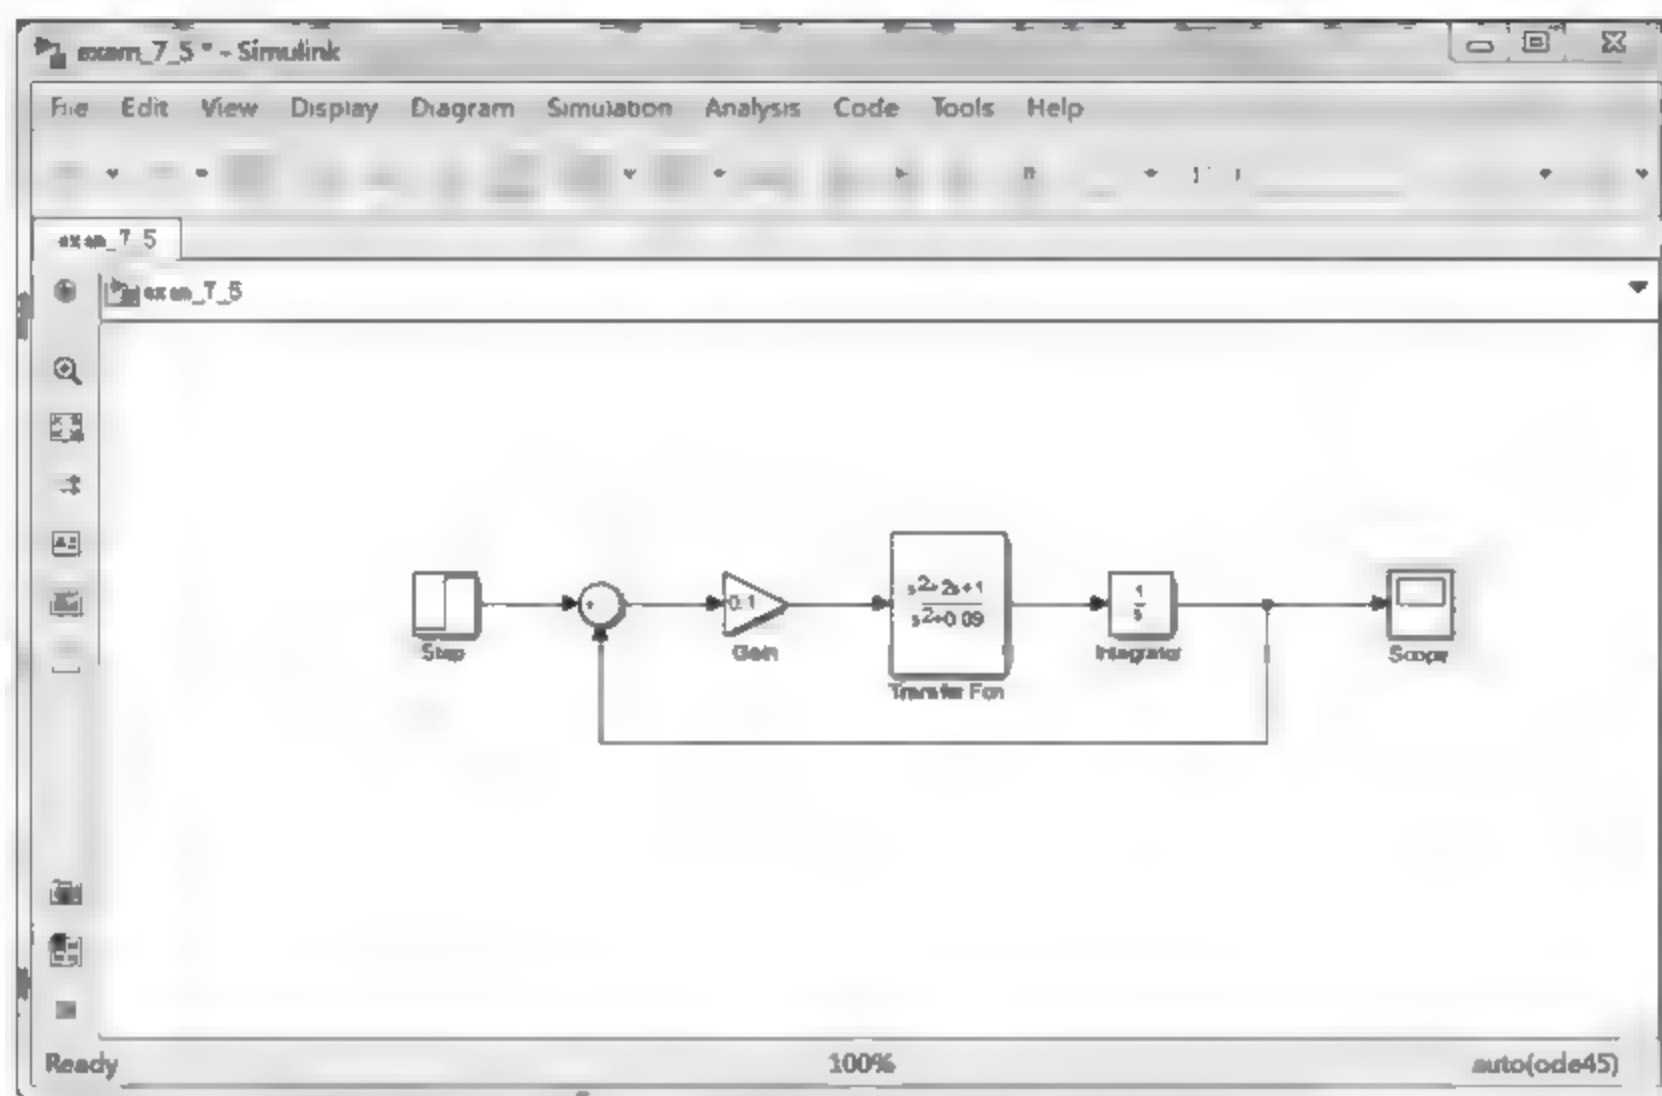 exam_7_5 * - Simulink
File Edit View Display Diagram Simulation Analysis Code Tools Help
exam_7_5
exam_7_5
+
0.1
s2+2s+1
s2+0.09
1
s
Step
Gain
Transfer Fcn
Integrator
Scope
Ready
100%
auto(ode45)